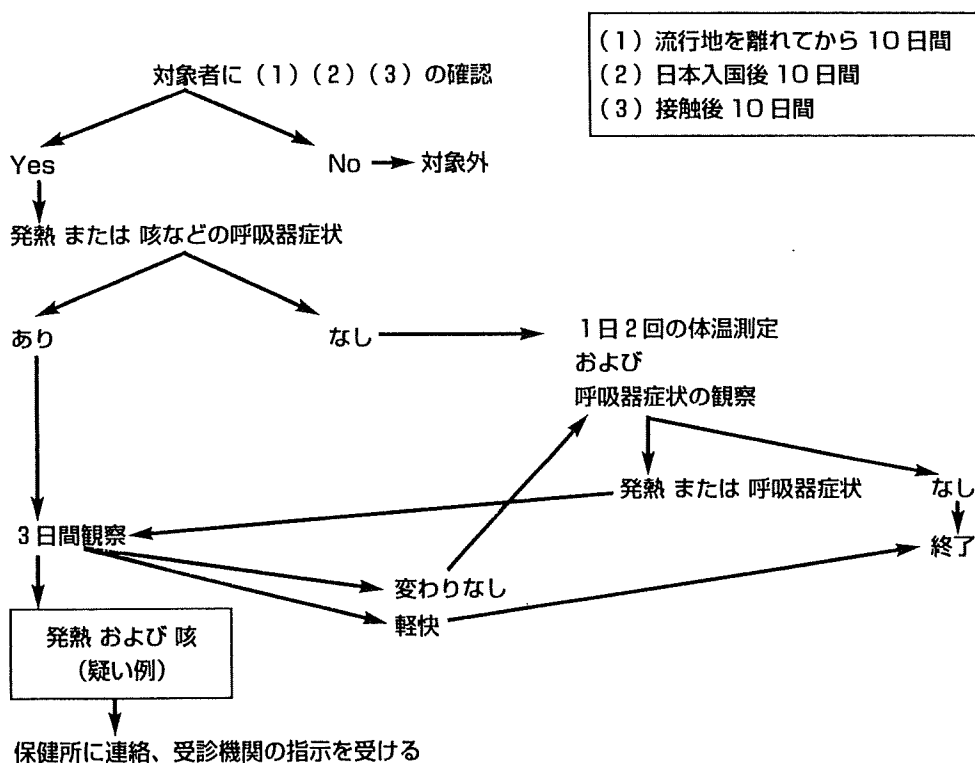 (1)流行地を離れてから 10 日間
(2)日本入国後 10 日間
(3)接触後 10 日間
対象者に(1)(2)(3)の確認
Yes
No
対象外
発熱 または 咳などの呼吸器症状
あり
なし
1日2回の体温測定
および
呼吸器症状の観察
発熱 または 呼吸器症状
なし
3日間観察
終了
変わりなし
軽快
発熱 および 咳
(疑い例)
保健所に連絡、受診機関の指示を受ける